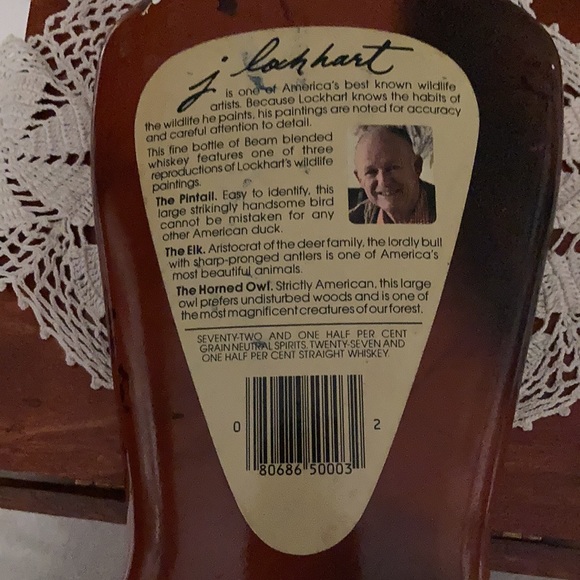 j lockhart
is one of America's best known wildlife
artists. Because Lockhart knows the habits of
the wildlife he paints, his paintings are noted for accuracy
and careful attention to detail.
This fine bottle of Beam blended
whiskey features one of three
reproductions of Lockhart's wildlife
paintings.
The Pintail. Easy to identify, this
large strikingly handsome bird
cannot be mistaken for any
other American duck.
The Elk. Aristocrat of the deer family, the lordly bull
with sharp-pronged antlers is one of America's
most beautiful animals.
The Horned Owl. Strictly American, this large
owl prefers undisturbed woods and is one of
the most magnificent creatures of our forest.
SEVENTY-TWO AND ONE HALF PER CENT
GRAIN NEUTRAL SPIRITS, TWENTY-SEVEN AND
ONE HALF PER CENT STRAIGHT WHISKEY
0 80686 50003 2